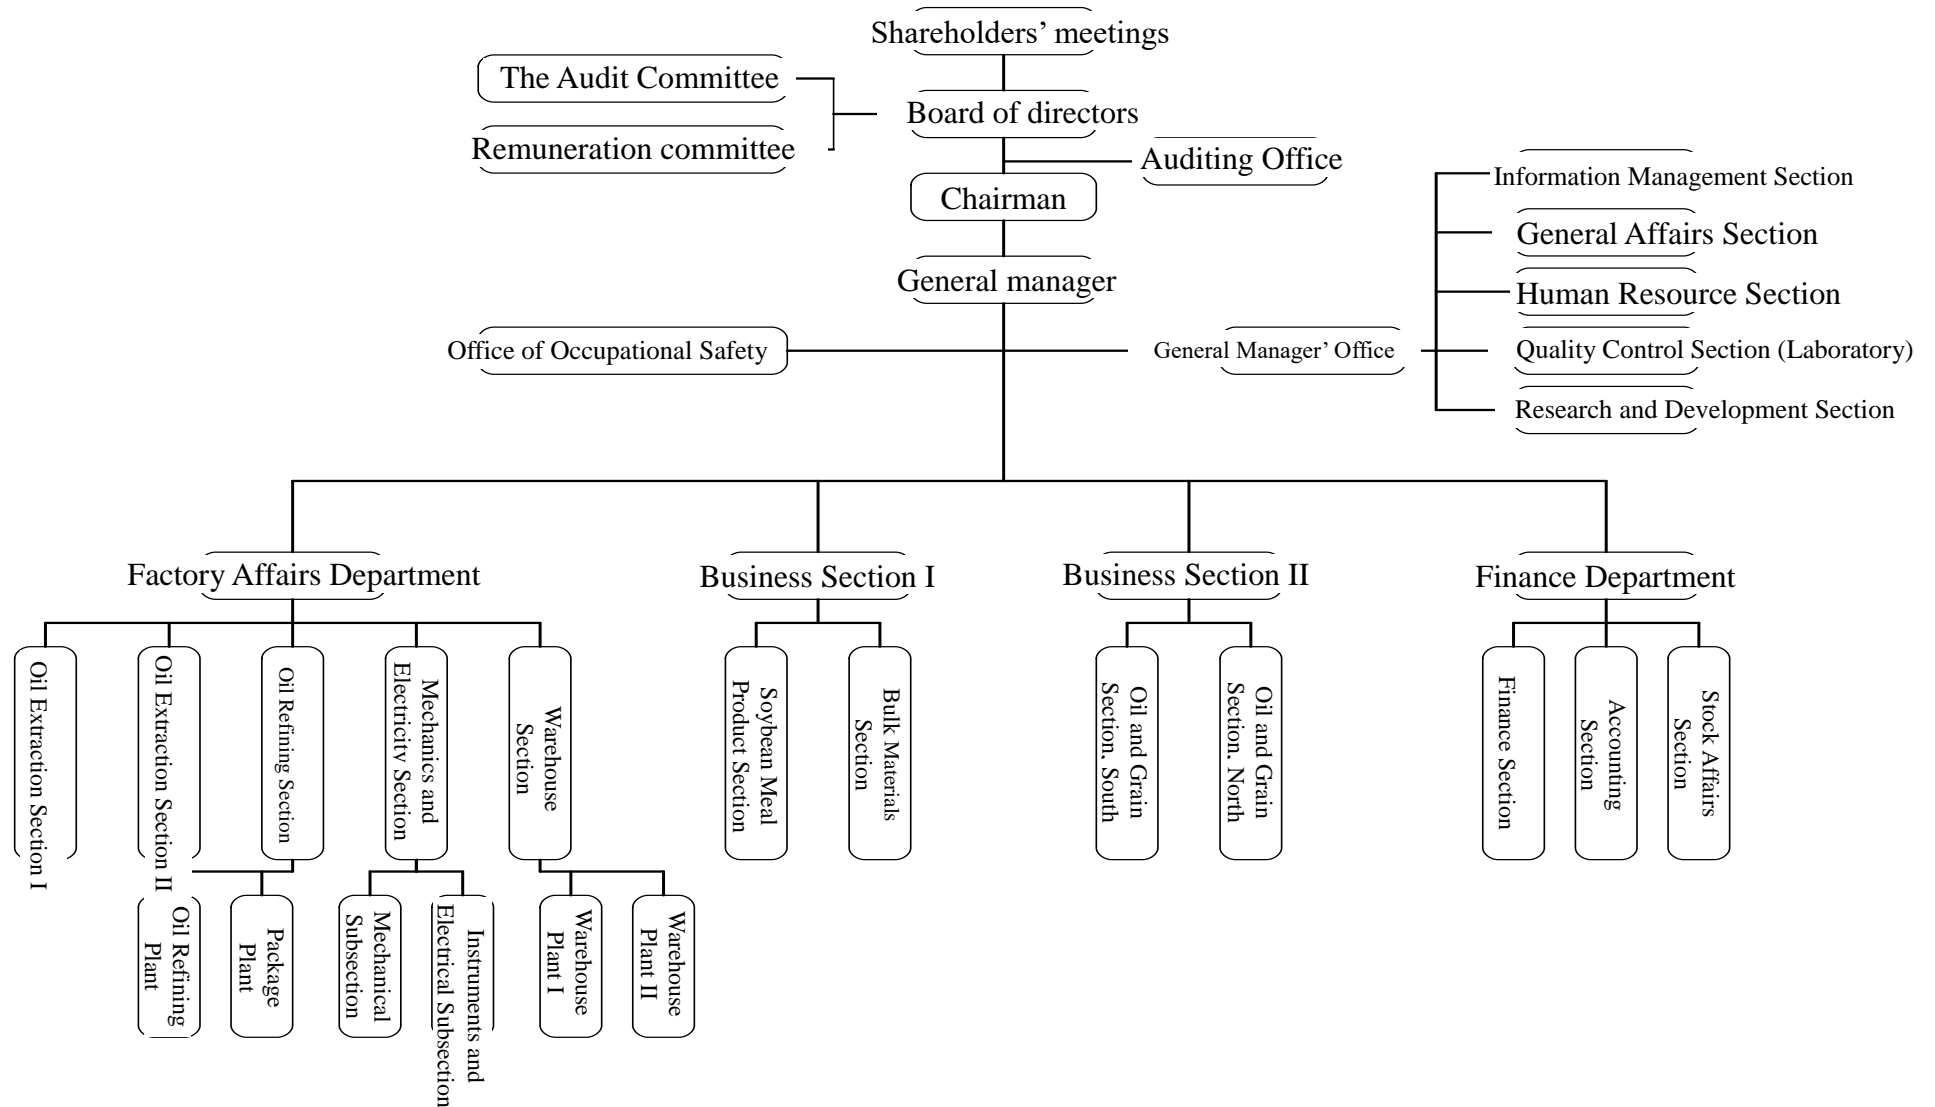 Shareholders’ meetings
The Audit Committee
Board of directors
Remuneration committee
Auditing Office
Chairman
Information Management Section
General Affairs Section
General manager
Human Resource Section
Office of Occupational Safety
General Manager’ Office
Quality Control Section (Laboratory)
Research and Development Section
Factory Affairs Department
Business Section I
Business Section II
Finance Department
Oil Extraction Section I
Oil Extraction Section II
Oil Refining Section
Mechanics and
Electricity Section
Warehouse
Section
Soybean Meal
Product Section
Bulk Materials
Section
Oil and Grain
Section, South
Oil and Grain
Section, North
Finance Section
Accounting
Section
Stock Affairs
Section
Oil Refining
Plant
Package
Plant
Mechanical
Subsection
Instruments and
Electrical Subsection
Warehouse
Plant I
Warehouse
Plant II